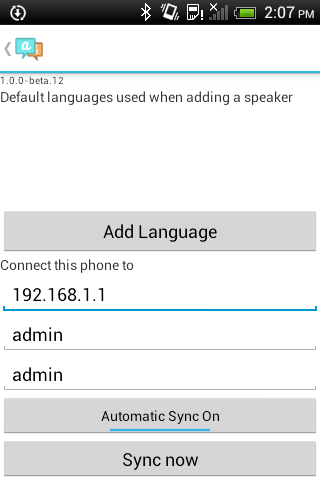 2:07 PM
a
1.0.0-beta.12
Default languages used when adding a speaker
Add Language
Connect this phone to
192.168.1.1
admin
admin
Automatic Sync On
Sync now